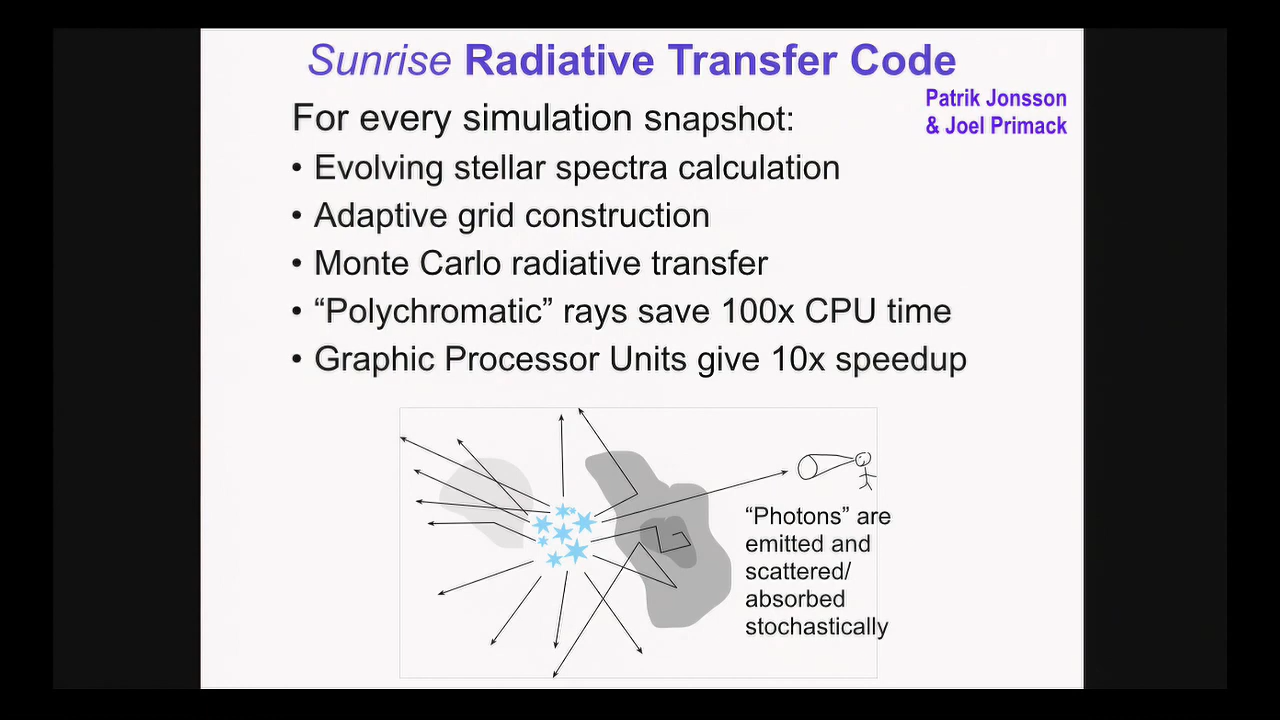 Sunrise Radiative Transfer Code
Patrik Jonsson
& Joel Primack
For every simulation snapshot:
• Evolving stellar spectra calculation
• Adaptive grid construction
• Monte Carlo radiative transfer
• “Polychromatic” rays save 100x CPU time
• Graphic Processor Units give 10x speedup
“Photons” are
emitted and
scattered/
absorbed
stochastically